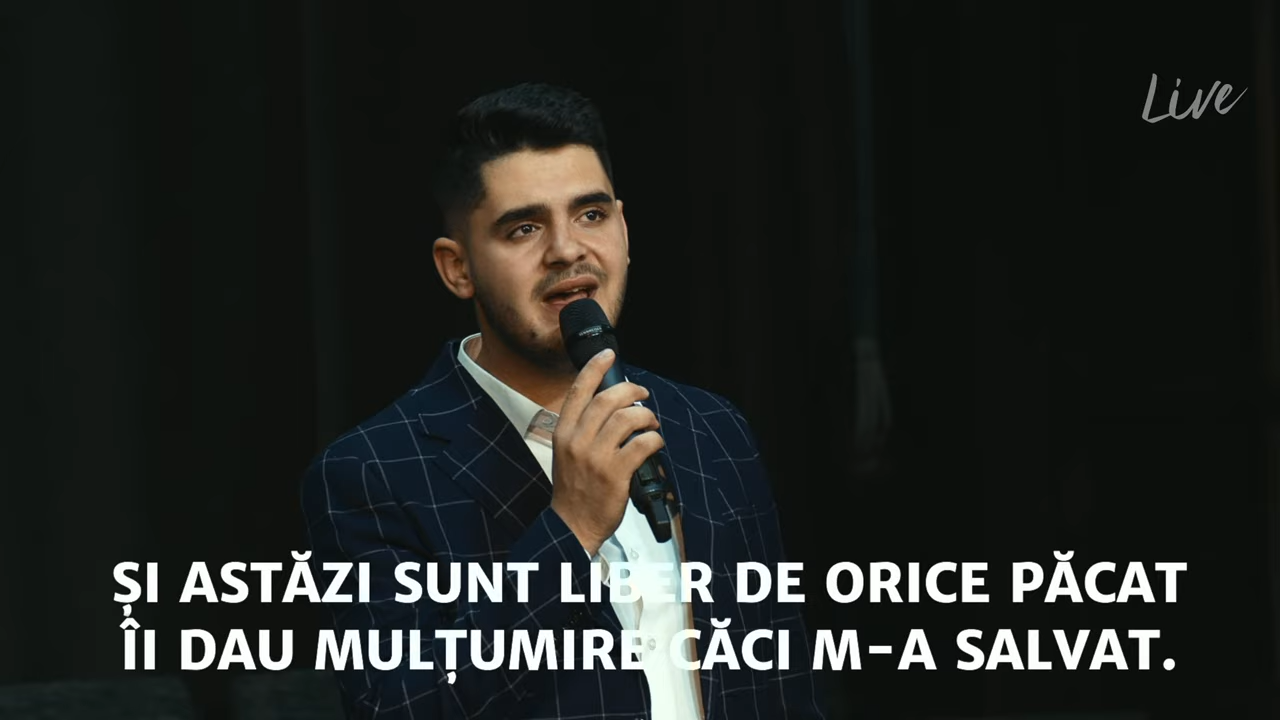 Live
ȘI ASTĂZI SUNT LIBER DE ORICE PĂCAT
ÎI DAU MULȚUMIRE CĂCI M-A SALVAT.